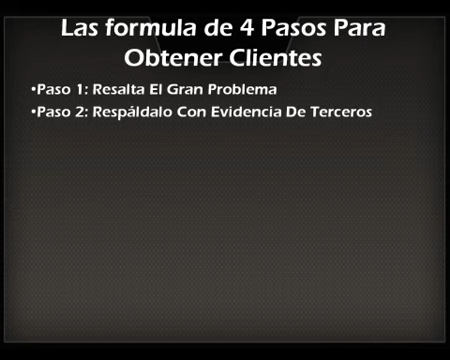 Las formula de 4 Pasos Para
Obtener Clientes
•Paso 1: Resalta El Gran Problema
•Paso 2: Respáldalo Con Evidencia De Terceros